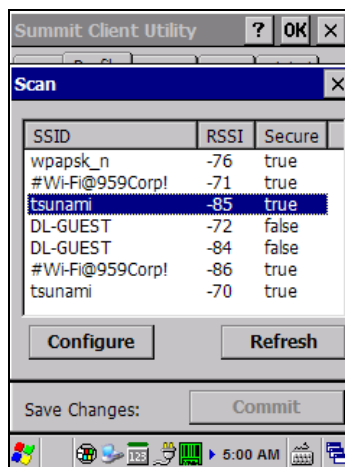 Summit Client Utility ? OK ×
Scan ×
SSID RSSI Secure
wpapsk_n -76 true
#Wi-Fi@959Corp! -71 true
tsunami -85 true
DL-GUEST -72 false
DL-GUEST -84 false
#Wi-Fi@959Corp! -86 true
tsunami -70 true
Configure Refresh
Save Changes: Commit
123 5:00 AM